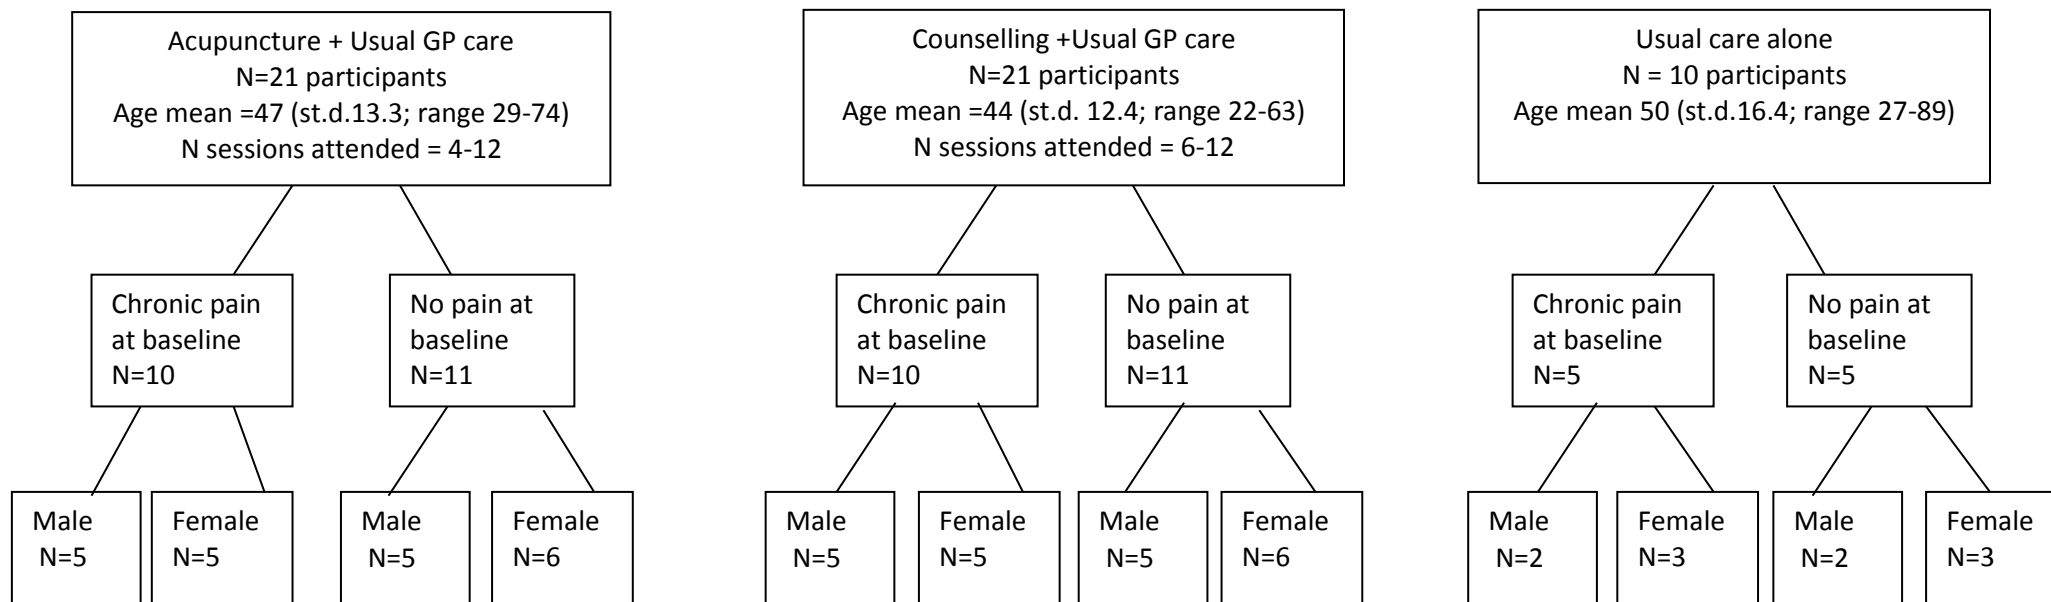 Acupuncture + Usual GP care
N=21 participants
Age mean =47 (st.d.13.3; range 29-74)
N sessions attended = 4-12
Counselling +Usual GP care
N=21 participants
Age mean =44 (st.d. 12.4; range 22-63)
N sessions attended = 6-12
Usual care alone
N = 10 participants
Age mean 50 (st.d.16.4; range 27-89)
Chronic pain
at baseline
N=10
No pain at
baseline
N=11
Chronic pain
at baseline
N=10
No pain at
baseline
N=11
Chronic pain
at baseline
N=5
No pain at
baseline
N=5
Male
N=5
Female
N=5
Male
N=5
Female
N=6
Male
N=5
Female
N=5
Male
N=5
Female
N=6
Male
N=2
Female
N=3
Male
N=2
Female
N=3